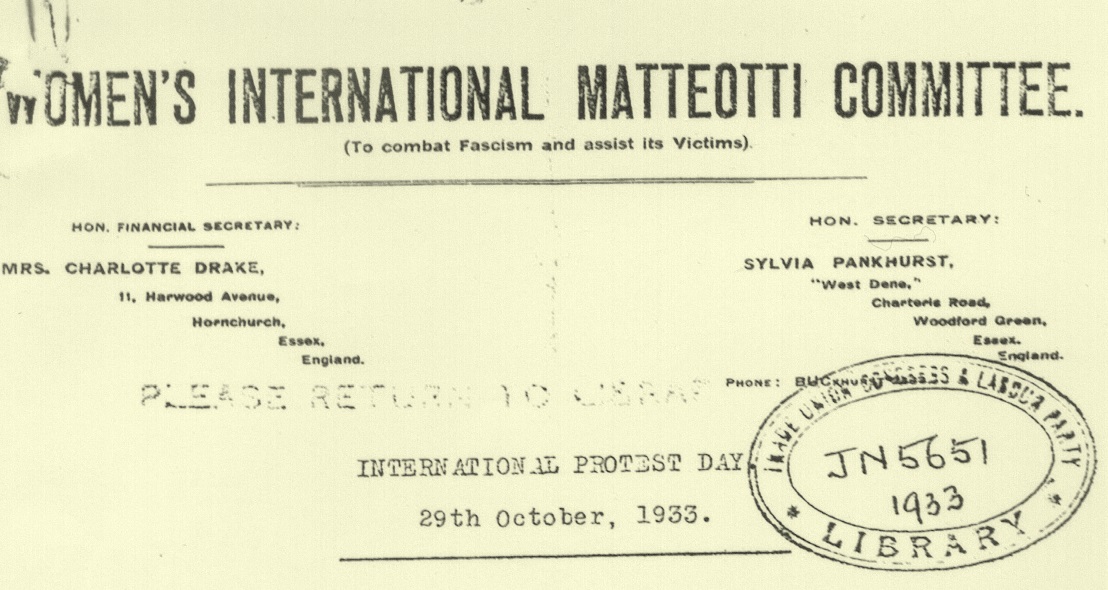 WOMEN'S INTERNATIONAL MATTEOTTI COMMITTEE.
(To combat Fascism and assist its Victims).
HON. FINANCIAL SECRETARY:
MRS. CHARLOTTE DRAKE,
11, Harwood Avenue,
Hornchurch,
Essex,
England.
HON. SECRETARY:
SYLVIA PANKHURST,
"West Dene,"
Charteris Road,
Woodford Green,
Essex.
England.
PHONE:
PLEASE RETURN TO
TRADE UNION CONGRESS & LABOUR PARTY
JN5651
1933
* LIBRARY *
INTERNATIONAL PROTEST DAY
29th October, 1933.